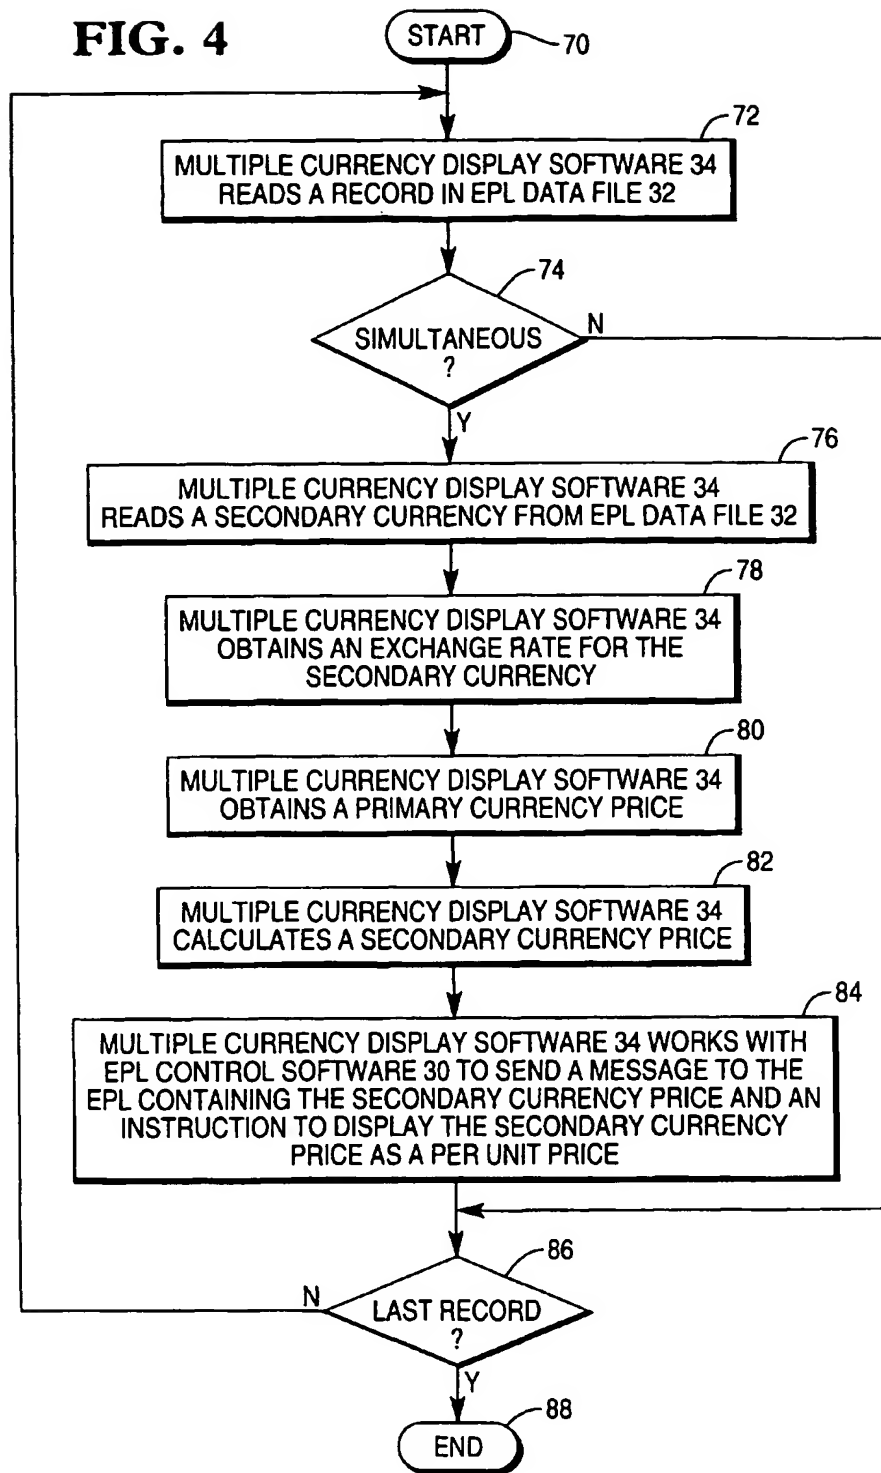 FIG. 4
START
70
72
MULTIPLE CURRENCY DISPLAY SOFTWARE 34
READS A RECORD IN EPL DATA FILE 32
74
SIMULTANEOUS
?
N
Y
76
MULTIPLE CURRENCY DISPLAY SOFTWARE 34
READS A SECONDARY CURRENCY FROM EPL DATA FILE 32
78
MULTIPLE CURRENCY DISPLAY SOFTWARE 34
OBTAINS AN EXCHANGE RATE FOR THE
SECONDARY CURRENCY
80
MULTIPLE CURRENCY DISPLAY SOFTWARE 34
OBTAINS A PRIMARY CURRENCY PRICE
82
MULTIPLE CURRENCY DISPLAY SOFTWARE 34
CALCULATES A SECONDARY CURRENCY PRICE
84
MULTIPLE CURRENCY DISPLAY SOFTWARE 34 WORKS WITH
EPL CONTROL SOFTWARE 30 TO SEND A MESSAGE TO THE
EPL CONTAINING THE SECONDARY CURRENCY PRICE AND AN
INSTRUCTION TO DISPLAY THE SECONDARY CURRENCY
PRICE AS A PER UNIT PRICE
86
N
LAST RECORD
?
Y
88
END